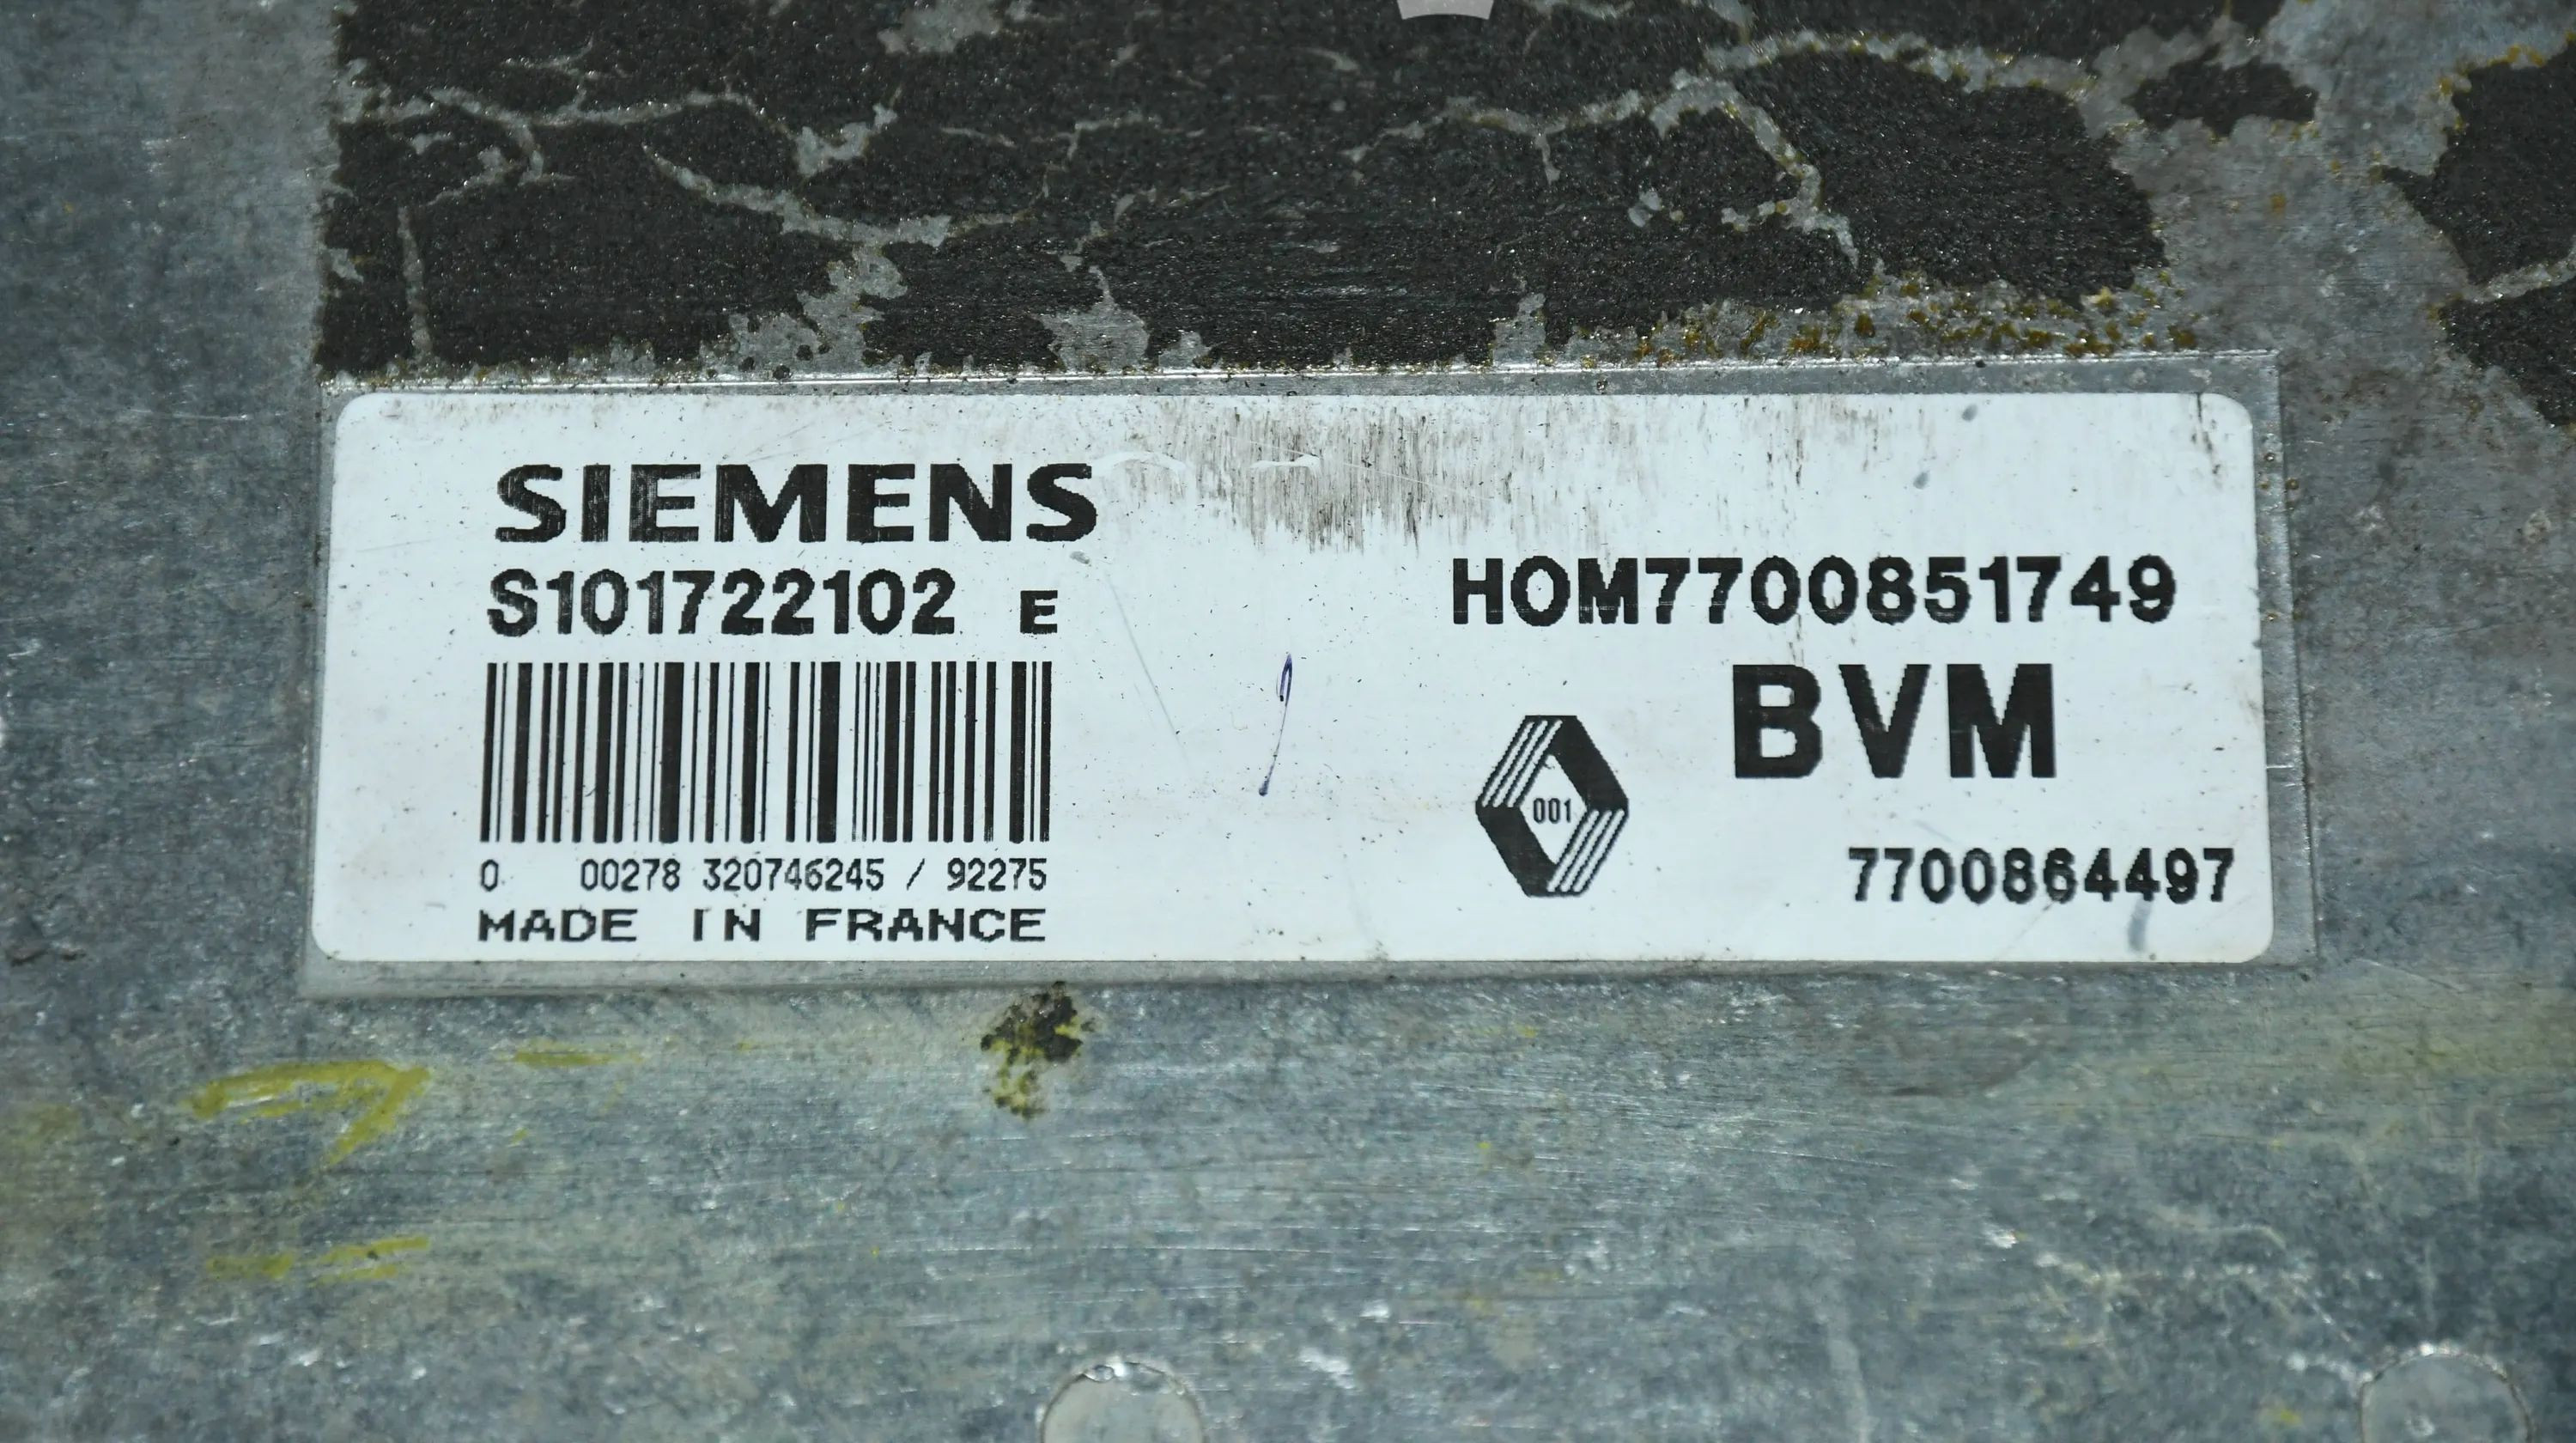 SIEMENS
S101722102 E
0 00278 320746245 / 92275
MADE IN FRANCE
HOM7700851749
BVM
001
7700864497